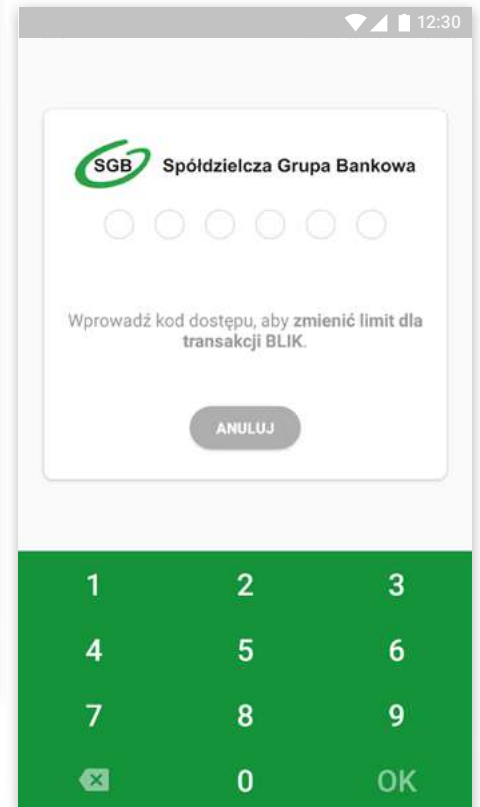 12:30
SGB Spółdzielcza Grupa Bankowa
Wprowadź kod dostępu, aby zmienić limit dla
transakcji BLIK.
ANULUJ
1 2 3
4 5 6
7 8 9
0 OK